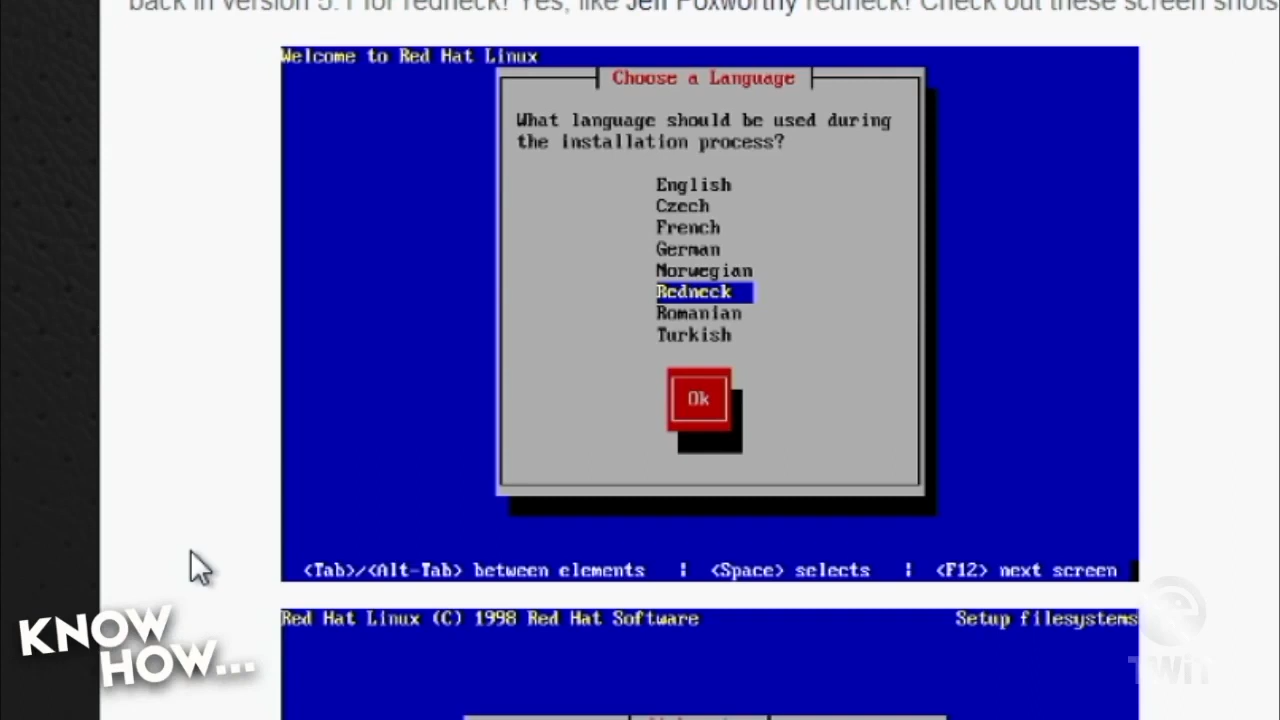 back in version 5.1 for redneck! Yes, like Jeff Foxworthy redneck! Check out these screen shots
Welcome to Red Hat Linux
Choose a Language
What language should be used during
the installation process?
English
Czech
French
German
Norwegian
Redneck
Romanian
Turkish
Ok
<Tab>/<Alt-Tab> between elements | <Space> selects | <F12> next screen
Red Hat Linux (C) 1998 Red Hat Software Setup filesystems
KNOW
HOW...
TWiT